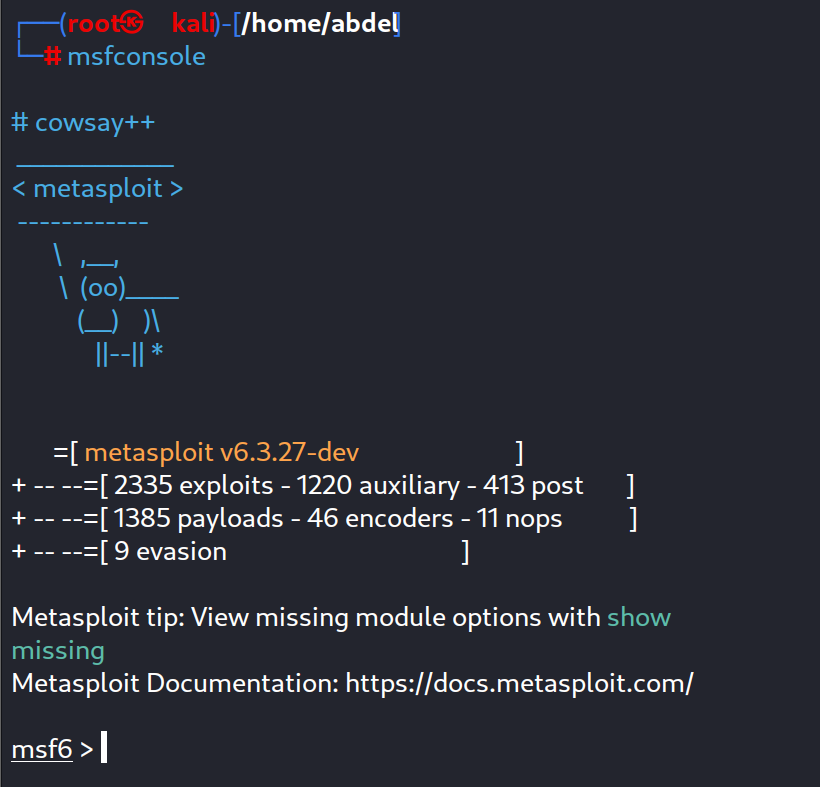 ┌──(root㉿kali)-[/home/abdel]
└─# msfconsole
# cowsay++
____________
< metasploit >
------------
\ ,__,
\ (oo)____
(__) )\
||--|| *
=[ metasploit v6.3.27-dev ]
+ -- --=[ 2335 exploits - 1220 auxiliary - 413 post ]
+ -- --=[ 1385 payloads - 46 encoders - 11 nops ]
+ -- --=[ 9 evasion ]
Metasploit tip: View missing module options with show
missing
Metasploit Documentation: https://docs.metasploit.com/
msf6 >